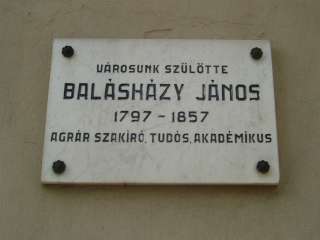 VÁROSUNK SZÜLÖTTE
BALÁSHÁZY JÁNOS
1797 - 1857
AGRÁR SZAKÍRÓ, TUDÓS, AKADÉMIKUS